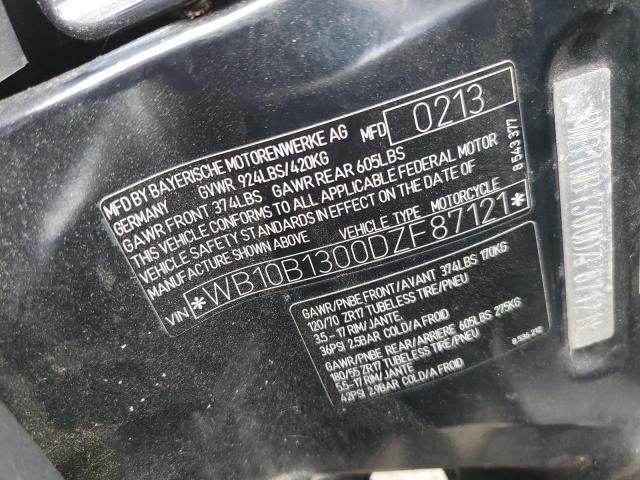 MFD BY BAYERISCHE MOTORENWERKE AG MFD 0213
GERMANY GVWR 924LBS/420KG
GAWR FRONT 374LBS GAWR REAR 605LBS
THIS VEHICLE CONFORMS TO ALL APPLICABLE FEDERAL MOTOR
VEHICLE SAFETY STANDARDS IN EFFECT ON THE DATE OF
MANUFACTURE SHOWN ABOVE VEHICLE TYPE MOTORCYCLE
VIN *WB10B1300DZF87121*
8 543 377
GAWR/PNBE FRONT/AVANT 374LBS 170KG
120/70 ZR17 TUBELESS TIRE/PNEU
3.5 - 17 RIM/JANTE.
36PSI 2.5BAR COLD/A FROID
GAWR/PNBE REAR/ARRIERE 605LBS 275KG
180/55 ZR17 TUBELESS TIRE/PNEU
5.5 - 17 RIM/JANTE.
42PSI 2.9BAR COLD/A FROID